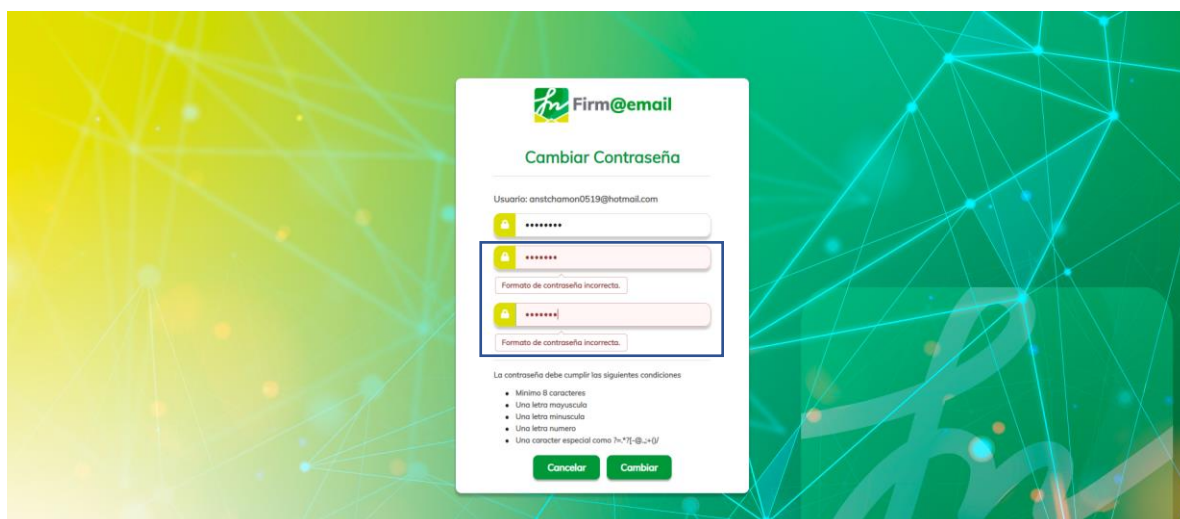 Firm@email
Cambiar Contraseña
Usuario: anstchamon0519@hotmail.com
••••••••
•••••••
Formato de contraseña incorrecta.
•••••••
Formato de contraseña incorrecta.
La contraseña debe cumplir las siguientes condiciones
• Minimo 8 caracteres
• Una letra mayuscula
• Una letra minuscula
• Una letra numero
• Una caracter especial como ?=.*?[-@.,;+()/
Cancelar Cambiar